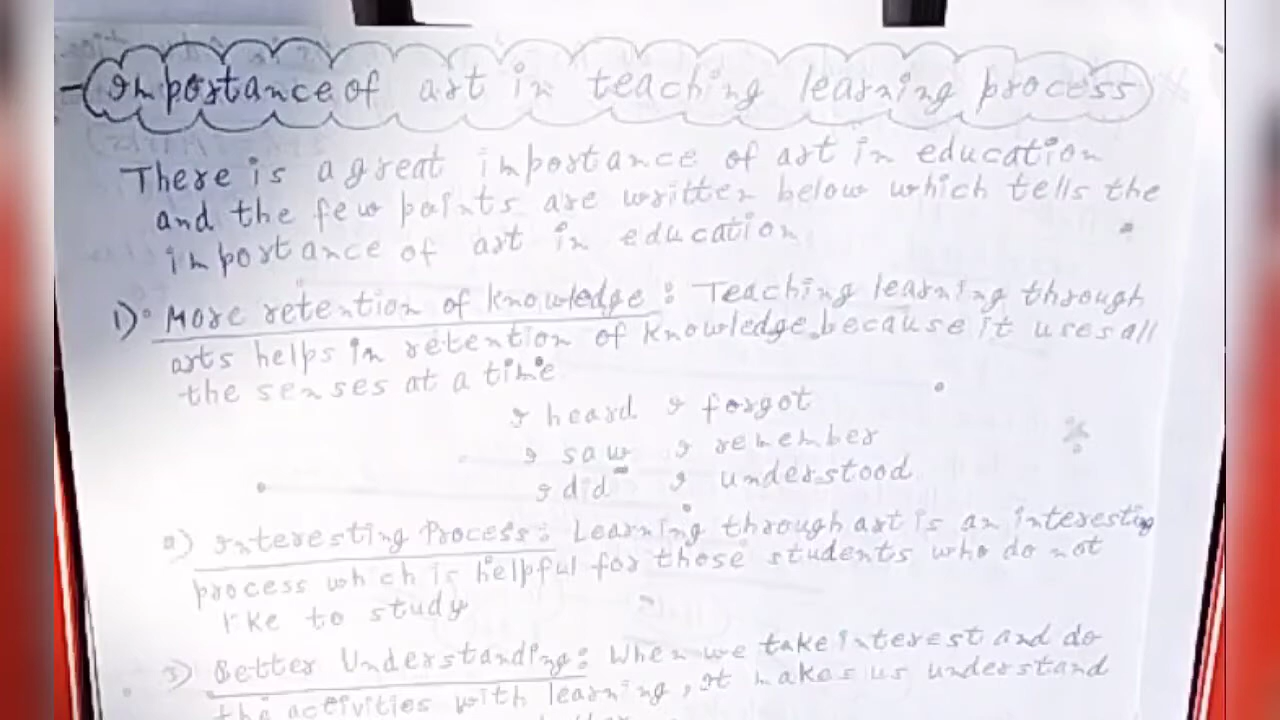 Importance of art in teaching learning process
There is a great importance of art in education
and the few points are written below which tells the
importance of art in education
1) More retention of knowledge : Teaching learning through
arts helps in retention of knowledge because it uses all
the senses at a time
I heard I forgot
I saw I remember
I did I understood
2) Interesting Process : Learning through art is an interesting
process which is helpful for those students who do not
like to study
3) Better Understanding : When we take interest and do
the activities with learning, It makes us understand